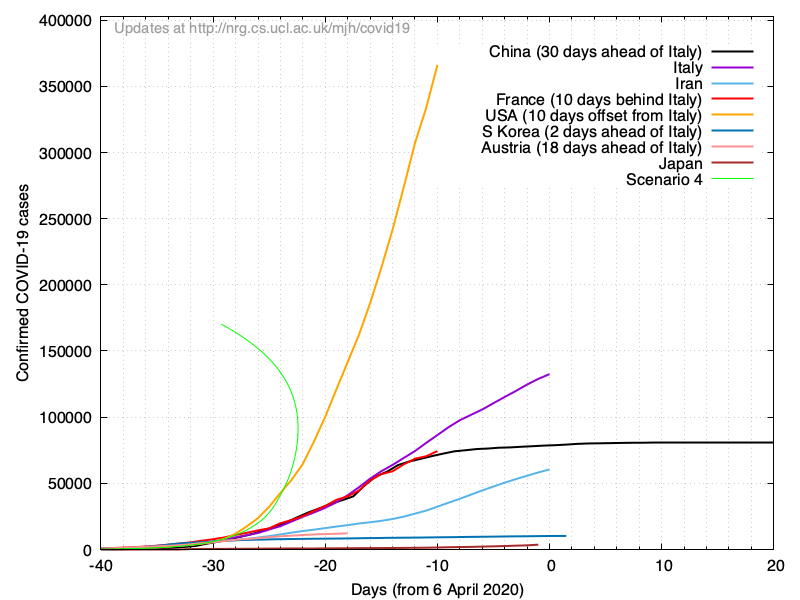 Updates at http://nrg.cs.ucl.ac.uk/mjh/covid19
China (30 days ahead of Italy)
Italy
Iran
France (10 days behind Italy)
USA (10 days offset from Italy)
S Korea (2 days ahead of Italy)
Austria (18 days ahead of Italy)
Japan
Scenario 4
Confirmed COVID-19 cases
400000
350000
300000
250000
200000
150000
100000
50000
0
-40 -30 -20 -10 0 10 20
Days (from 6 April 2020)